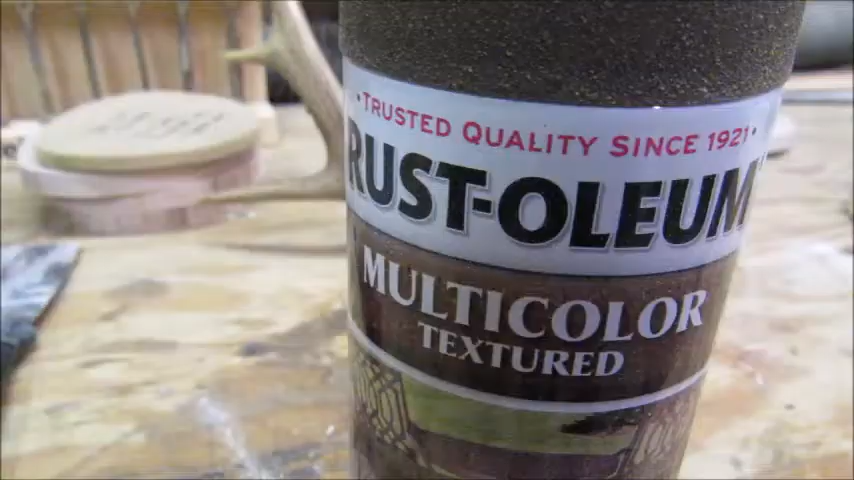 • TRUSTED QUALITY SINCE 1921 •
RUST-OLEUM
MULTICOLOR
TEXTURED